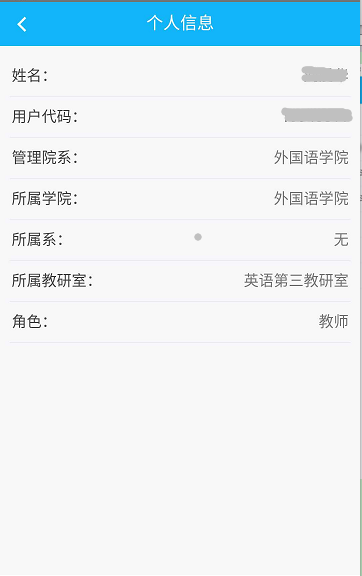 个人信息
姓名：
用户代码：
管理院系： 外国语学院
所属学院： 外国语学院
所属系： 无
所属教研室： 英语第三教研室
角色： 教师